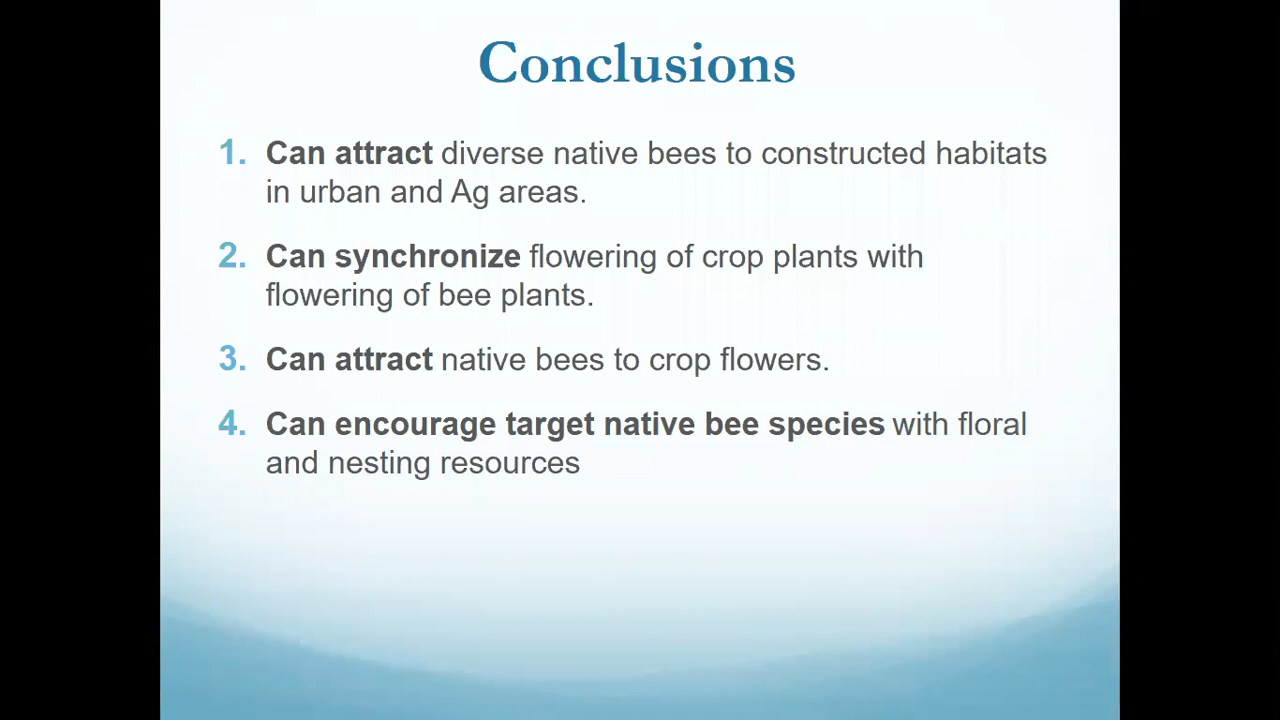 Conclusions
1. Can attract diverse native bees to constructed habitats
in urban and Ag areas.
2. Can synchronize flowering of crop plants with
flowering of bee plants.
3. Can attract native bees to crop flowers.
4. Can encourage target native bee species with floral
and nesting resources